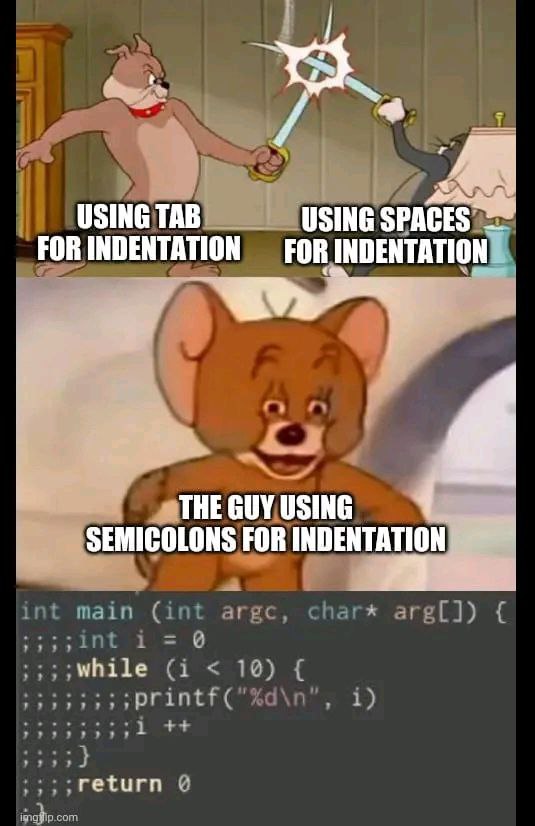 USING TAB
FOR INDENTATION
USING SPACES
FOR INDENTATION
THE GUY USING
SEMICOLONS FOR INDENTATION
int main (int argc, char* arg[]) {
;;;;int i = 0
;;;;while (i < 10) {
;;;;;;;;printf("%d\n", i)
;;;;;;;;i ++
;;;;}
;;;;return 0
;}
imgflip.com